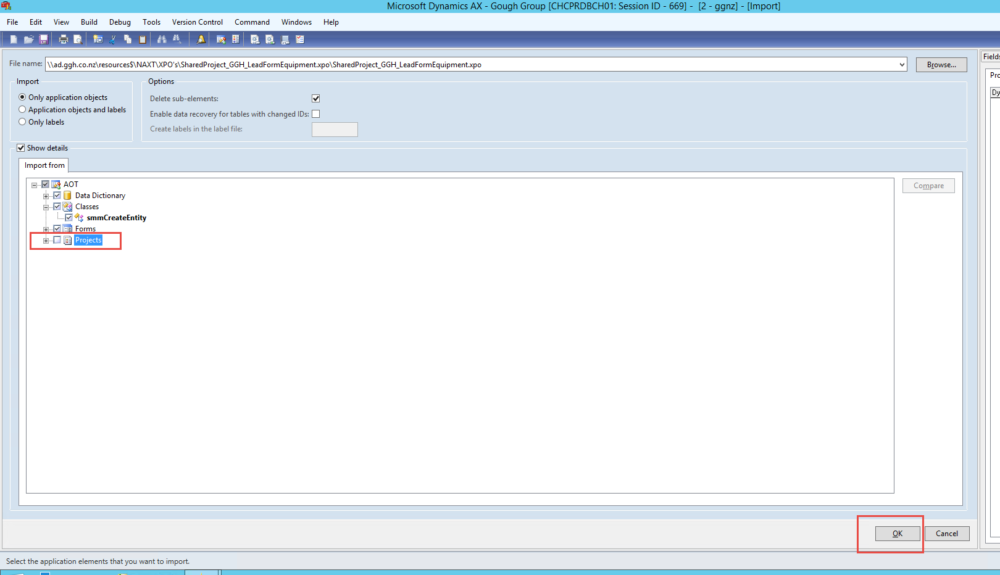 Microsoft Dynamics AX - Gough Group [CHCPRDBCH01: Session ID - 669] - [2 - ggnz] - [Import]
File Edit View Build Debug Tools Version Control Command Windows Help
File name: \\ad.ggh.co.nz\resources$\NAXT\XPO's\SharedProject_GGH_LeadFormEquipment.xpo\SharedProject_GGH_LeadFormEquipment.xpo Browse...
Fields
Pro
Dy
Import
Only application objects
Application objects and labels
Only labels
Options
Delete sub-elements:
Enable data recovery for tables with changed IDs:
Create labels in the label file:
Show details
Import from
AOT
Data Dictionary
Classes
smmCreateEntity
Forms
Projects
Compare
OK Cancel
Select the application elements that you want to import.